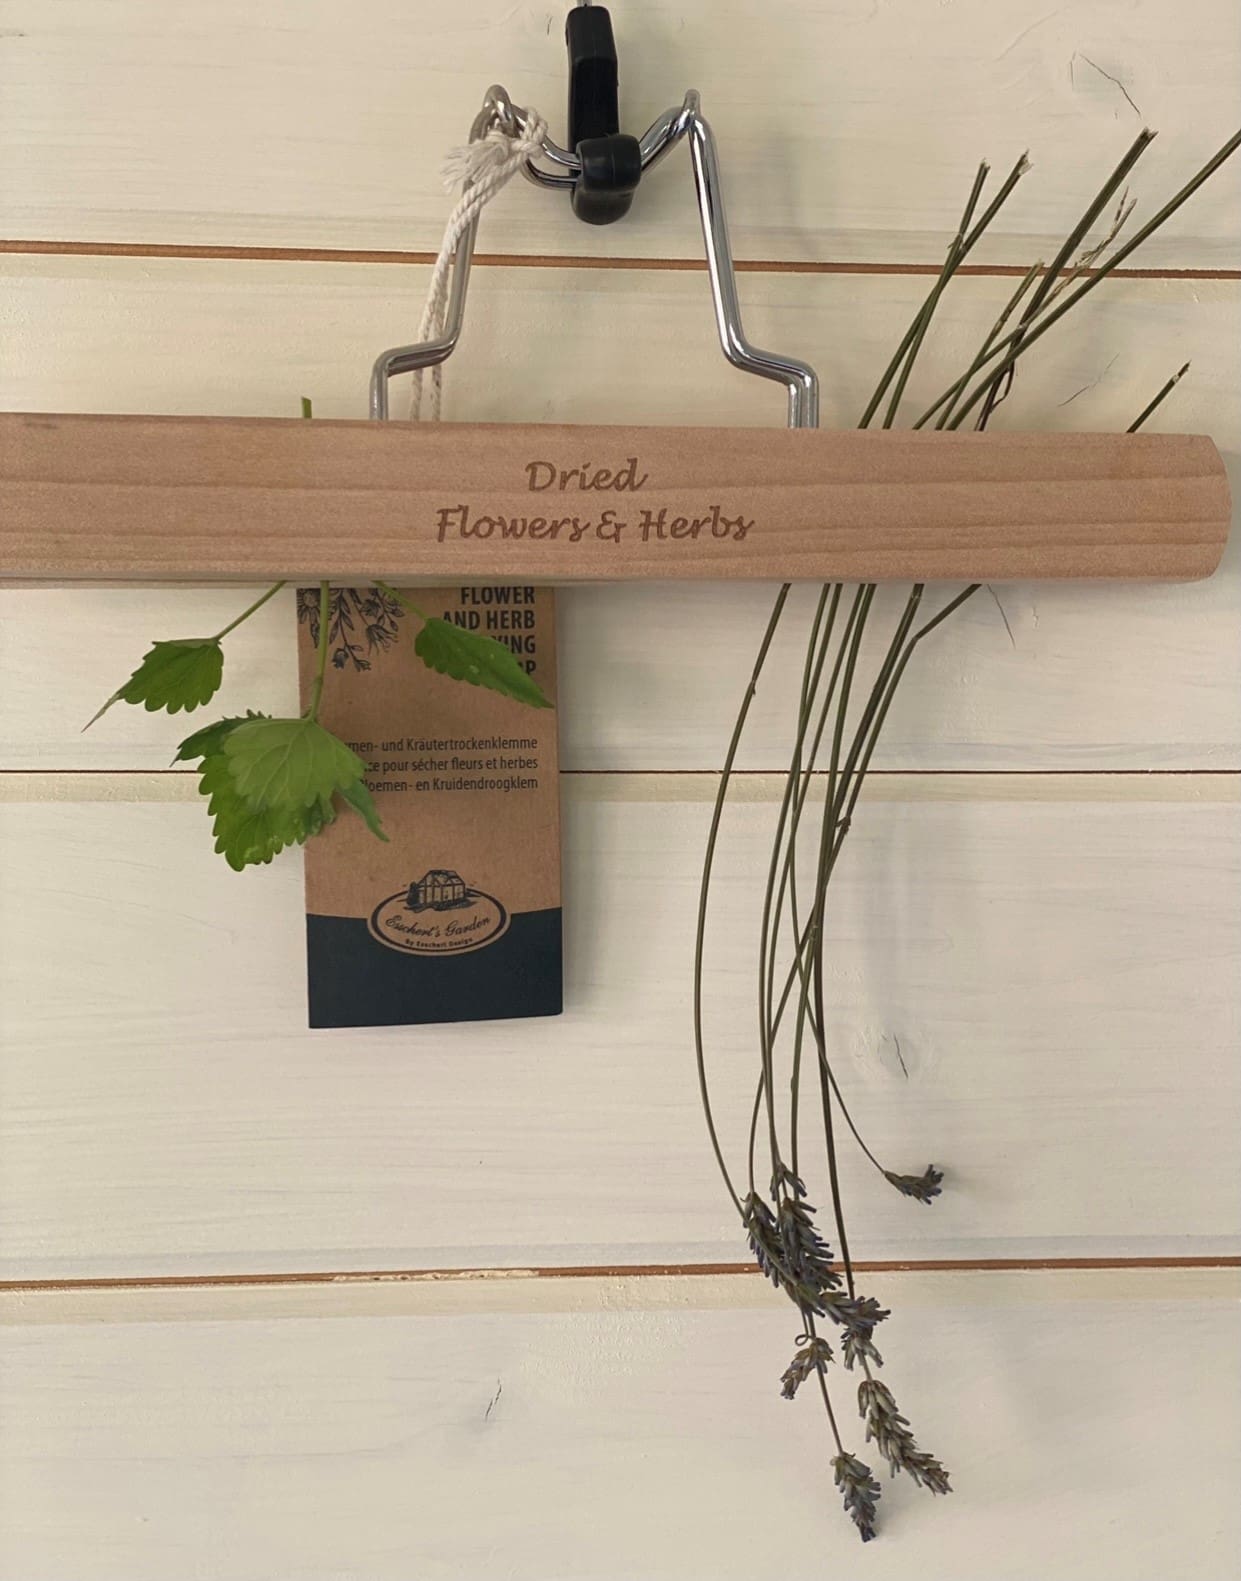 Dried
Flowers & Herbs
FLOWER
AND HERB
men- und Kräutertrockenklemme
ce pour sécher fleurs et herbes
loemen- en Kruidendroogklem
Esschert's Garden
By Esschert Design